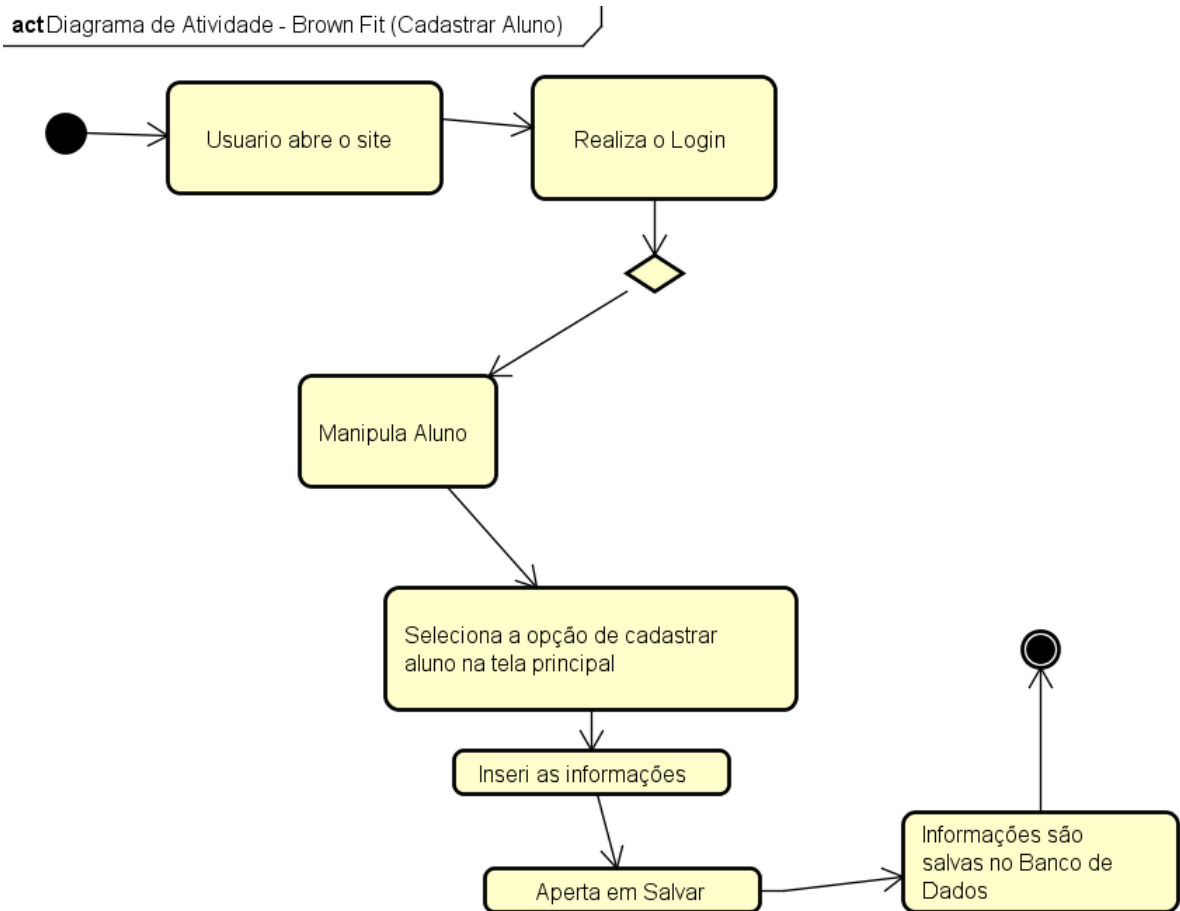 act Diagrama de Atividade - Brown Fit (Cadastrar Aluno)
Usuario abre o site
Realiza o Login
Manipula Aluno
Seleciona a opção de cadastrar
aluno na tela principal
Inseri as informações
Aperta em Salvar
Informações são
salvas no Banco de
Dados